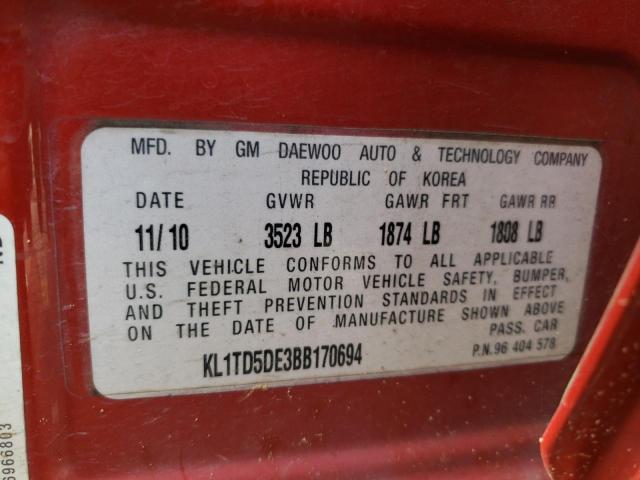 MFD. BY GM DAEWOO AUTO & TECHNOLOGY COMPANY
REPUBLIC OF KOREA
DATE GVWR GAWR FRT GAWR RR
11/10 3523 LB 1874 LB 1808 LB
THIS VEHICLE CONFORMS TO ALL APPLICABLE
U.S. FEDERAL MOTOR VEHICLE SAFETY, BUMPER,
AND THEFT PREVENTION STANDARDS IN EFFECT
ON THE DATE OF MANUFACTURE SHOWN ABOVE
PASS. CAR
KL1TD5DE3BB170694
P.N.96 404 578